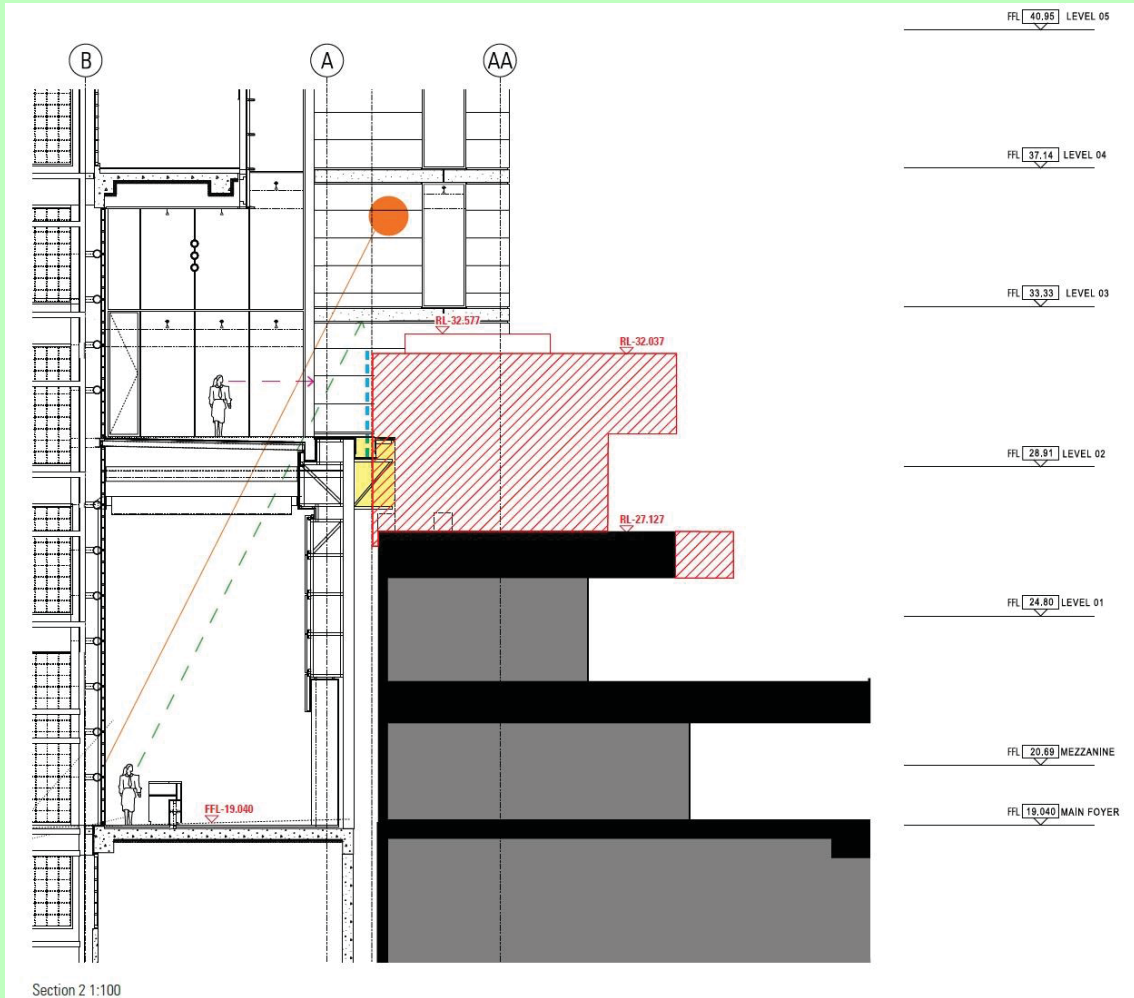 FFL 40.95 LEVEL 05
B A AA
FFL 37.14 LEVEL 04
FFL 33.33 LEVEL 03
RL-32.577
RL-32.037
FFL 28.91 LEVEL 02
RL-27.127
FFL 24.80 LEVEL 01
FFL 20.69 MEZZANINE
FFL-19.040
FFL 19.040 MAIN FOYER
Section 2 1:100